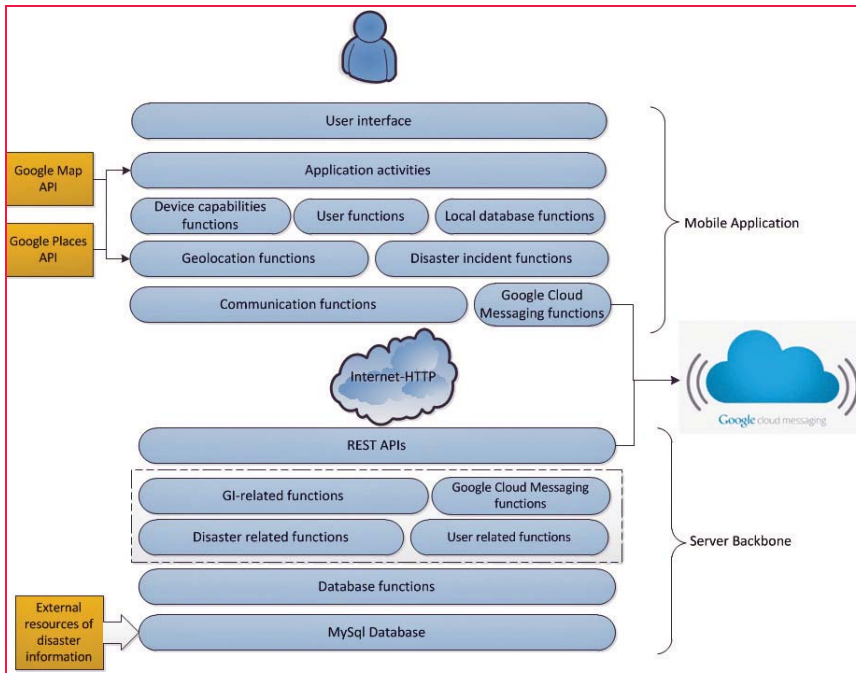 User interface
Google Map
API
Application activities
Device capabilities
functions
User functions
Local database functions
Mobile Application
Google Places
API
Geolocation functions
Disaster incident functions
Communication functions
Google Cloud
Messaging functions
Internet-HTTP
Google cloud messaging
REST APIs
GI-related functions
Google Cloud Messaging
functions
Disaster related functions
User related functions
Server Backbone
Database functions
External
resources of
disaster
information
MySql Database